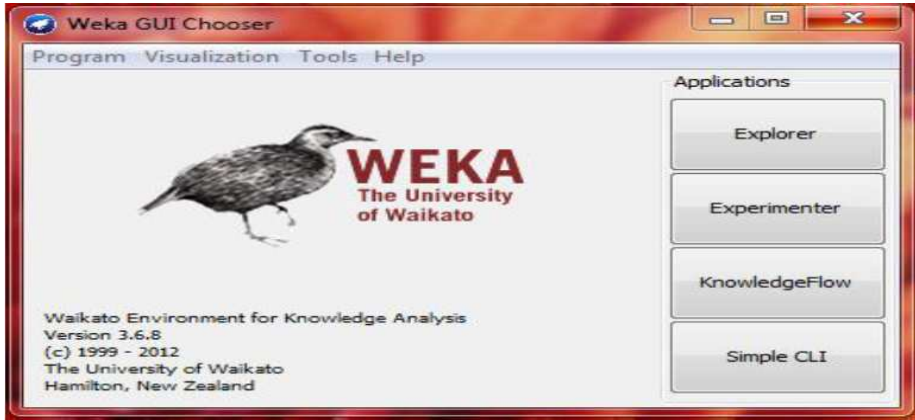 Weka GUI Chooser
Program Visualization Tools Help
Applications
Explorer
WEKA
The University
of Waikato
Experimenter
KnowledgeFlow
Simple CLI
Waikato Environment for Knowledge Analysis
Version 3.6.8
(c) 1999 - 2012
The University of Waikato
Hamilton, New Zealand